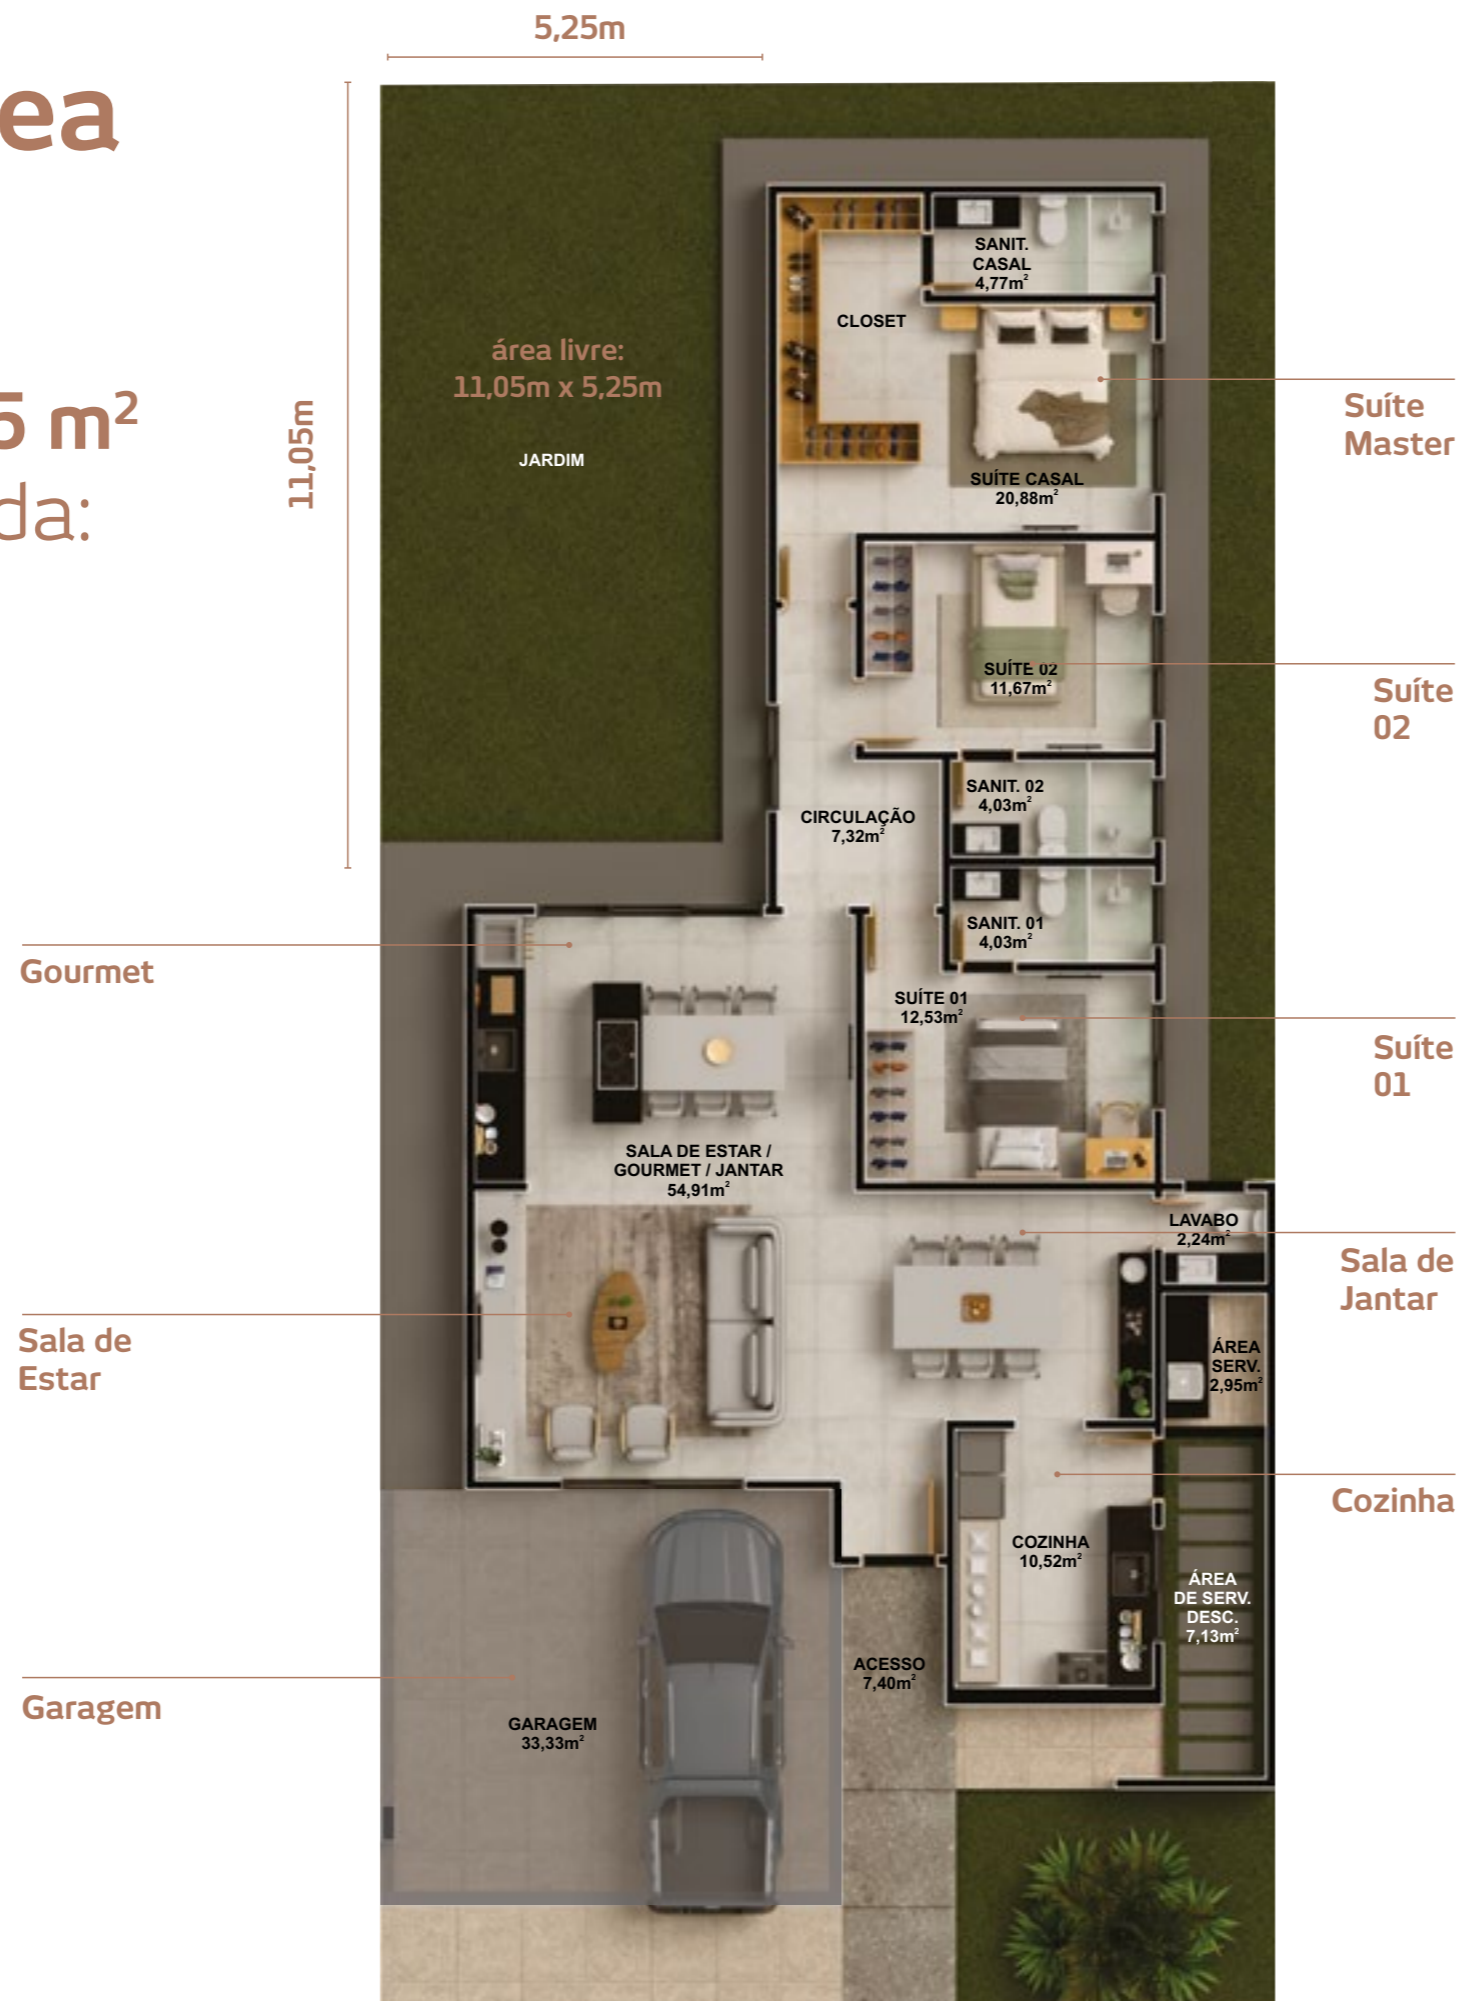 5,25m
ea
5 m²
da:
11,05m
área livre:
11,05m x 5,25m
JARDIM
SANIT.
CASAL
4,77m²
CLOSET
SUÍTE CASAL
20,88m²
Suíte
Master
SUÍTE 02
11,67m²
Suíte
02
SANIT. 02
4,03m²
CIRCULAÇÃO
7,32m²
SANIT. 01
4,03m²
Gourmet
SUÍTE 01
12,53m²
Suíte
01
SALA DE ESTAR /
GOURMET / JANTAR
54,91m²
LAVABO
2,24m²
Sala de
Jantar
Sala de
Estar
ÁREA
SERV.
2,95m²
Cozinha
COZINHA
10,52m²
ÁREA
DE SERV.
DESC.
7,13m²
ACESSO
7,40m²
Garagem
GARAGEM
33,33m²